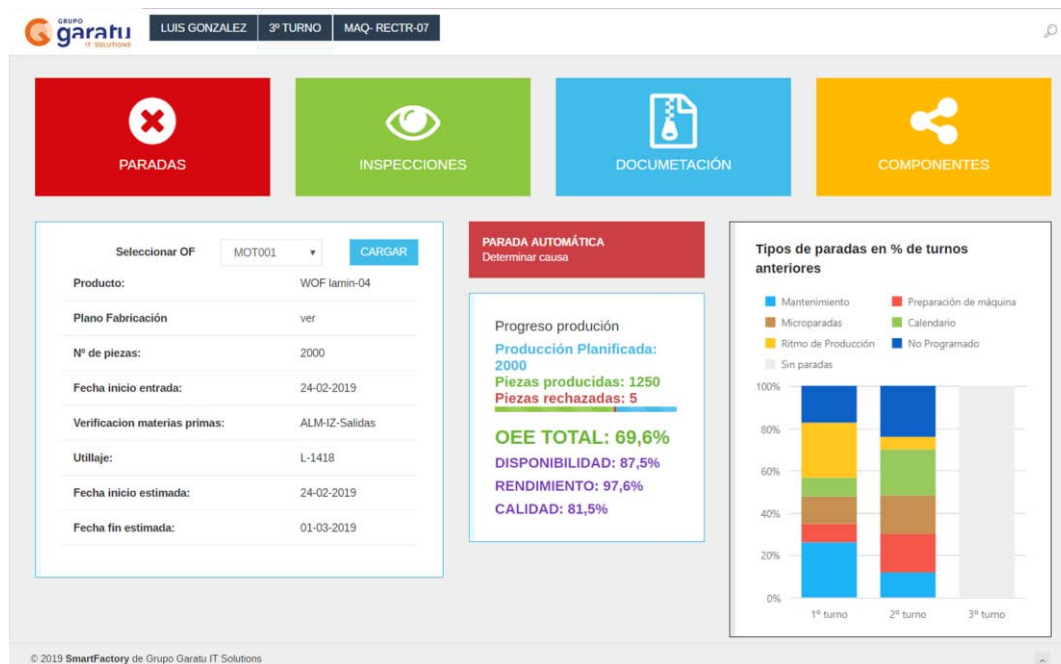 GRUPO
garatu
IT SOLUTIONS
LUIS GONZALEZ
3º TURNO
MAQ- RECTR-07
PARADAS
INSPECCIONES
DOCUMETACIÓN
COMPONENTES
Seleccionar OF
MOT001
CARGAR
Producto: WOF lamin-04
Plano Fabricación ver
Nº de piezas: 2000
Fecha inicio entrada: 24-02-2019
Verificacion materias primas: ALM-IZ-Salidas
Utillaje: L-1418
Fecha inicio estimada: 24-02-2019
Fecha fin estimada: 01-03-2019
PARADA AUTOMÁTICA
Determinar causa
Progreso produción
Producción Planificada:
2000
Piezas producidas: 1250
Piezas rechazadas: 5
OEE TOTAL: 69,6%
DISPONIBILIDAD: 87,5%
RENDIMIENTO: 97,6%
CALIDAD: 81,5%
Tipos de paradas en % de turnos
anteriores
Mantenimiento
Preparación de máquina
Microparadas
Calendario
Ritmo de Producción
No Programado
Sin paradas
100%
80%
60%
40%
20%
0%
1º turno
2º turno
3º turno
© 2019 SmartFactory de Grupo Garatu IT Solutions